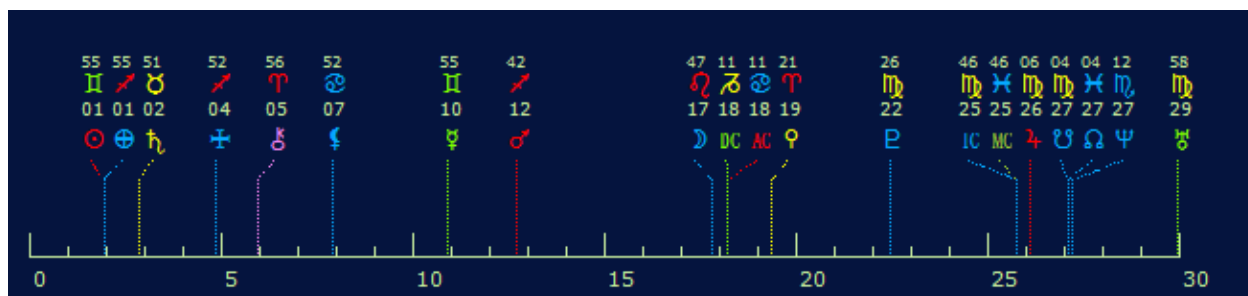 55 55 51 52 56 52 55 42 47 11 11 21 26 46 46 06 04 04 12 58
♊ ♐ ♉ ♐ ♈ ♋ ♊ ♐ ♌ ♑ ♋ ♈ ♍ ♍ ♓ ♍ ♍ ♓ ♏ ♍
01 01 02 04 05 07 10 12 17 18 18 19 22 25 25 26 27 27 27 29
☉ ⊕ ♄ ☩ ⚷ ⚸ ☿ ♂ ☽ DC AC ♀ ♇ IC MC ♃ ☋ ☊ ♆ ♅
0 5 10 15 20 25 30